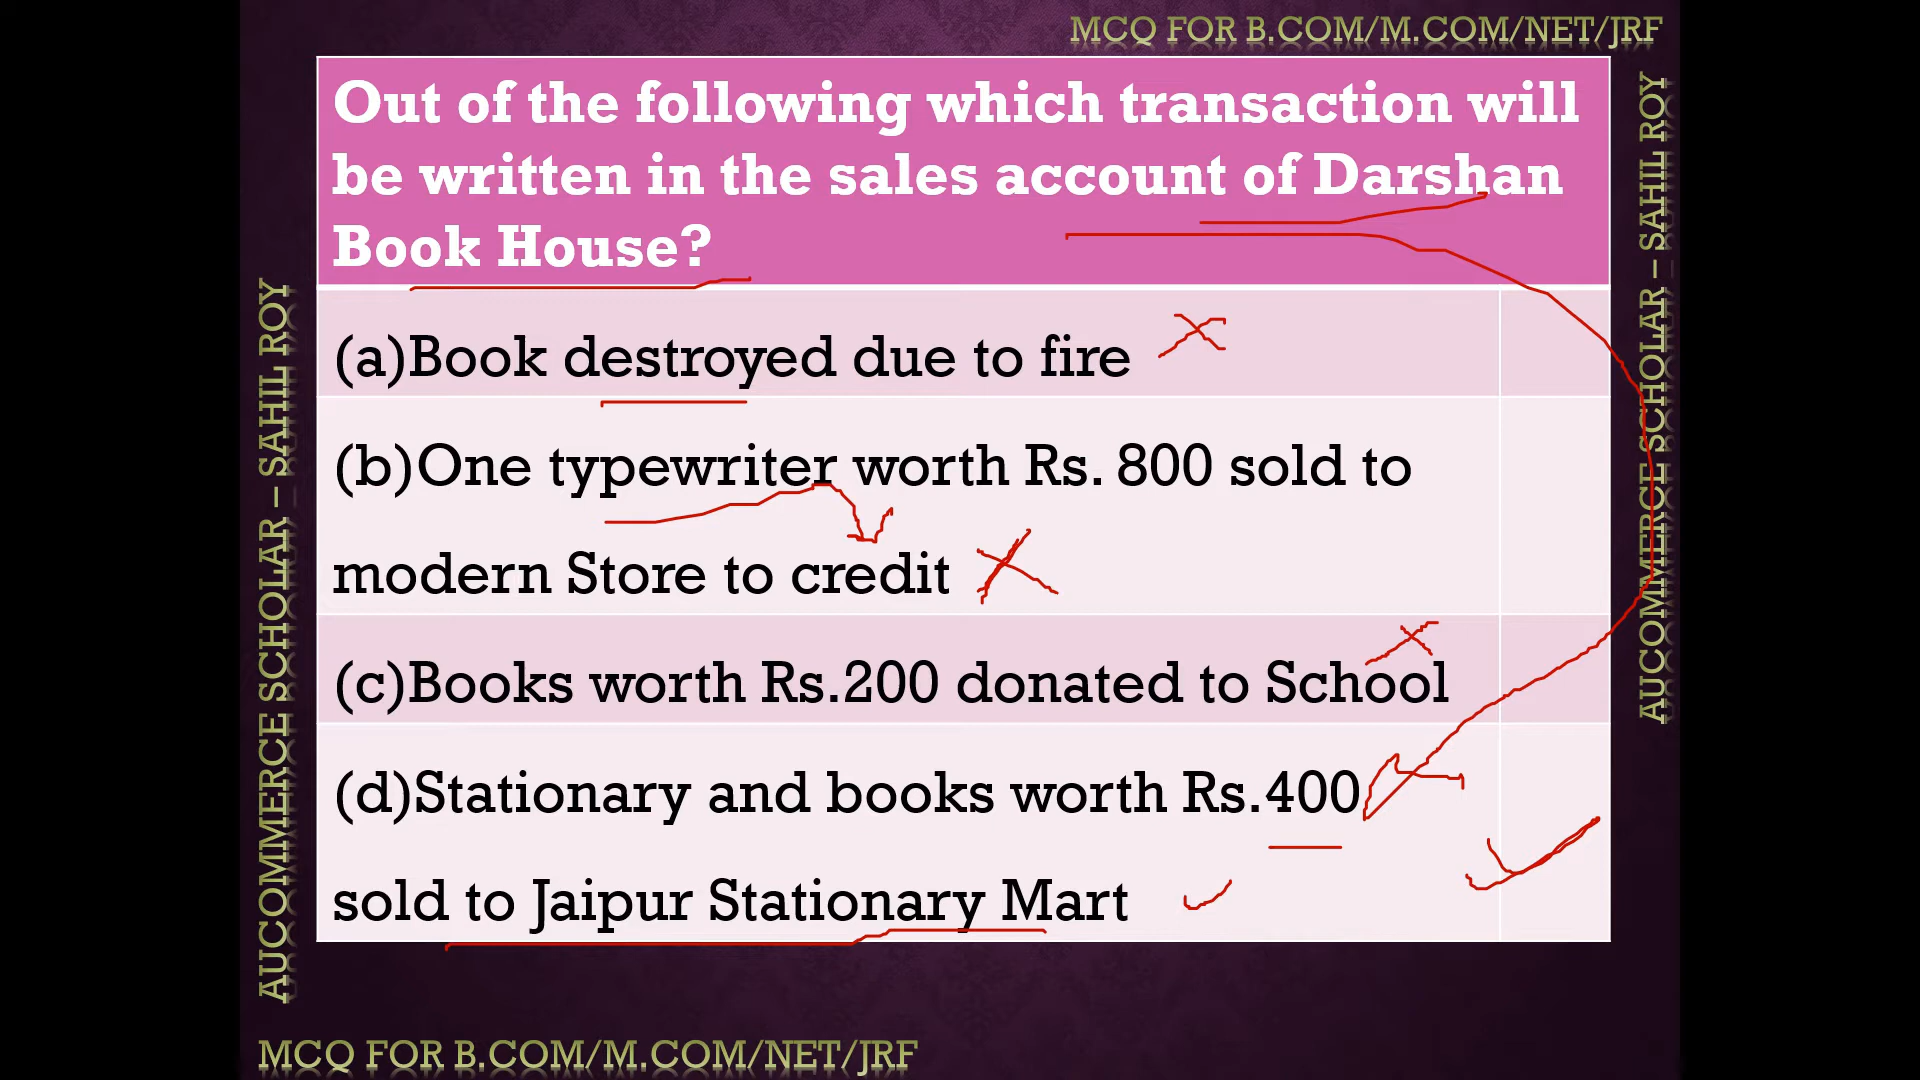 MCQ FOR B.COM/M.COM/NET/JRF
Out of the following which transaction will
be written in the sales account of Darshan
Book House?
(a)Book destroyed due to fire
(b)One typewriter worth Rs. 800 sold to
modern Store to credit
(c)Books worth Rs.200 donated to School
(d)Stationary and books worth Rs.400
sold to Jaipur Stationary Mart
AUCOMMERCE SCHOLAR – SAHIL ROY
AUCOMMERCE SCHOLAR – SAHIL ROY
MCQ FOR B.COM/M.COM/NET/JRF